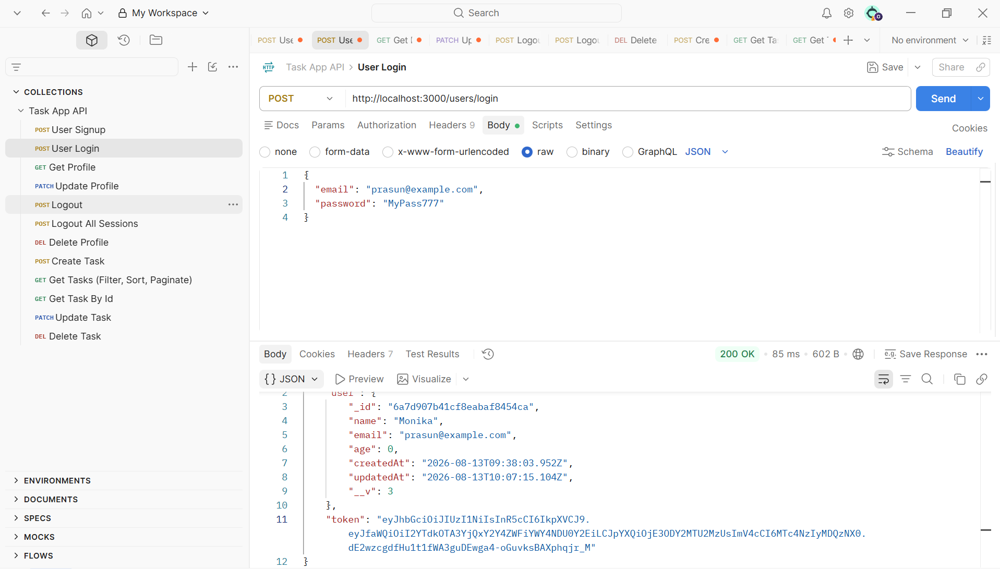 My Workspace
Search
POST Use
POST Use
GET Get
PATCH Up
POST Logou
POST Logo
DEL Delete
POST Cre
GET Get Ta
GET Get
No environment
HTTP Task App API > User Login
Save
Share
COLLECTIONS
Task App API
POST User Signup
POST User Login
GET Get Profile
PATCH Update Profile
POST Logout
POST Logout All Sessions
DEL Delete Profile
POST Create Task
GET Get Tasks (Filter, Sort, Paginate)
GET Get Task By Id
PATCH Update Task
DEL Delete Task
ENVIRONMENTS
DOCUMENTS
SPECS
MOCKS
FLOWS
POST http://localhost:3000/users/login Send
Docs Params Authorization Headers 9 Body Scripts Settings Cookies
none form-data x-www-form-urlencoded raw binary GraphQL JSON Schema Beautify
1 {
2 "email": "prasun@example.com",
3 "password": "MyPass777"
4 }
Body Cookies Headers 7 Test Results 200 OK • 85 ms • 602 B • e.g. Save Response
{} JSON Preview Visualize
2 "user": {
3 "_id": "6a7d907b41cf8eabaf8454ca",
4 "name": "Monika",
5 "email": "prasun@example.com",
6 "age": 0,
7 "createdAt": "2026-08-13T09:38:03.952Z",
8 "updatedAt": "2026-08-13T10:07:15.104Z",
9 "__v": 3
10 },
11 "token": "eyJhbGciOiJIUzI1NiIsInR5cCI6IkpXVCJ9.
eyJfaWQiOiI2YTdkOTA3YjQxY2Y4ZWFiYWY4NDU0Y2EiLCJpYXQiOjE3ODY2MTU2MzUsImV4cCI6MTc4NzIyMDQzNX0.
dE2wzcgdfHu1t1fWA3guDEwga4-oGuvksBAXphqjr_M"
12 }